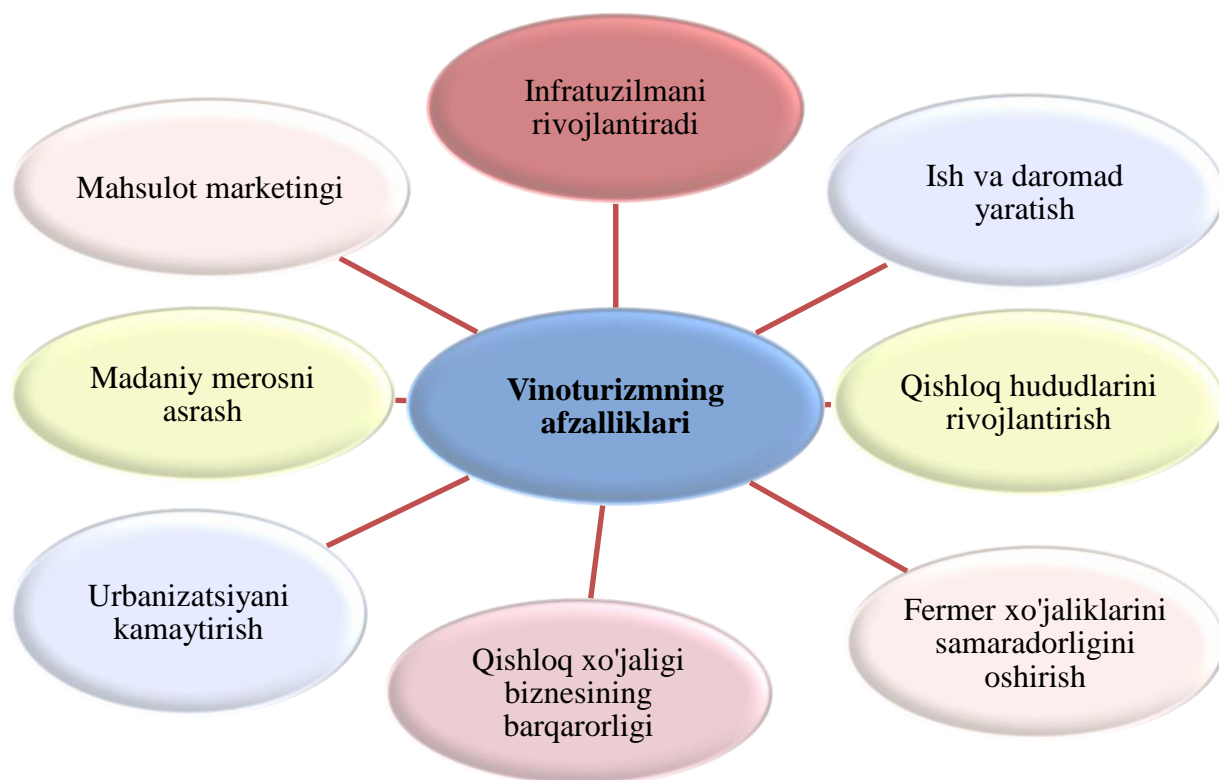 Infratuzilmani
rivojlantiradi
Mahsulot marketingi
Ish va daromad
yaratish
Madaniy merosni
asrash
Vinoturizmning
afzalliklari
Qishloq hududlarini
rivojlantirish
Urbanizatsiyani
kamaytirish
Qishloq xo'jaligi
biznesining
barqarorligi
Fermer xo'jaliklarini
samaradorligini
oshirish